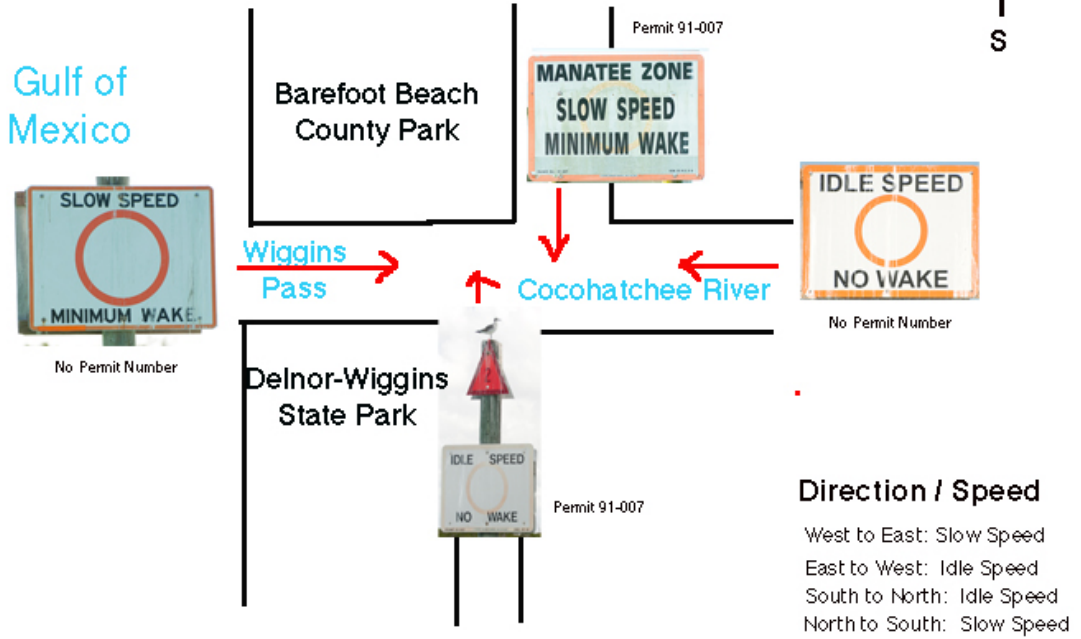 S
Permit 91-007
Gulf of
Mexico
Barefoot Beach
County Park
MANATEE ZONE
SLOW SPEED
MINIMUM WAKE
SLOW SPEED
MINIMUM WAKE
No Permit Number
IDLE SPEED
NO WAKE
No Permit Number
Wiggins
Pass
Cocohatchee River
Delnor-Wiggins
State Park
IDLE SPEED
NO WAKE
Permit 91-007
Direction / Speed
West to East: Slow Speed
East to West: Idle Speed
South to North: Idle Speed
North to South: Slow Speed